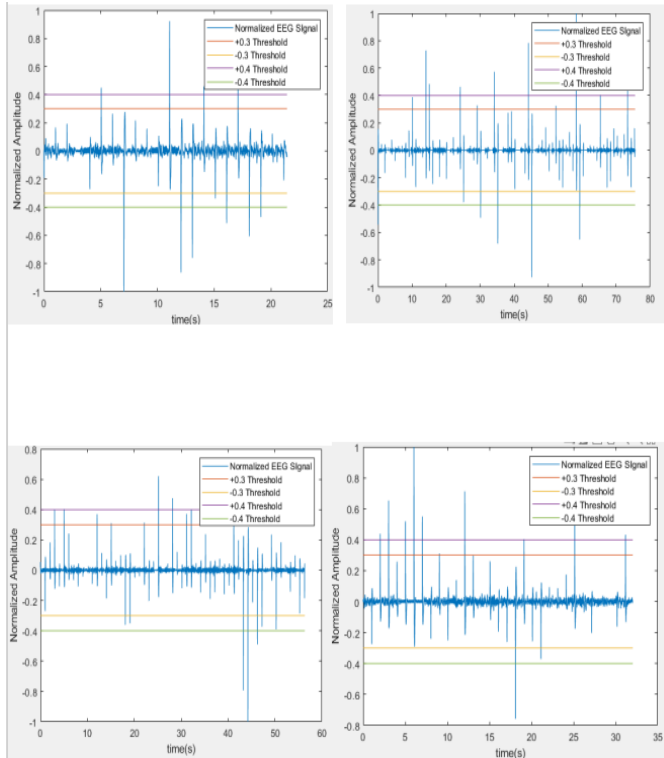 Normalized EEG SIgnal
+0.3 Threshold
-0.3 Threshold
+0.4 Threshold
-0.4 Threshold
Normalized Amplitude
1
0.8
0.6
0.4
0.2
0
-0.2
-0.4
-0.6
-0.8
-1
0 5 10 15 20 25
time(s)
Normalized EEG SIgnal
+0.3 Threshold
-0.3 Threshold
+0.4 Threshold
-0.4 Threshold
Normalized Amplitude
1
0.8
0.6
0.4
0.2
0
-0.2
-0.4
-0.6
-0.8
-1
0 10 20 30 40 50 60 70 80
time(s)
Normalized EEG SIgnal
+0.3 Threshold
-0.3 Threshold
+0.4 Threshold
-0.4 Threshold
Normalized Amplitude
0.8
0.6
0.4
0.2
0
-0.2
-0.4
-0.6
-0.8
-1
0 10 20 30 40 50 60
time(s)
Normalized EEG SIgnal
+0.3 Threshold
-0.3 Threshold
+0.4 Threshold
-0.4 Threshold
Normalized Amplitude
1
0.8
0.6
0.4
0.2
0
-0.2
-0.4
-0.6
-0.8
0 5 10 15 20 25 30 35
time(s)